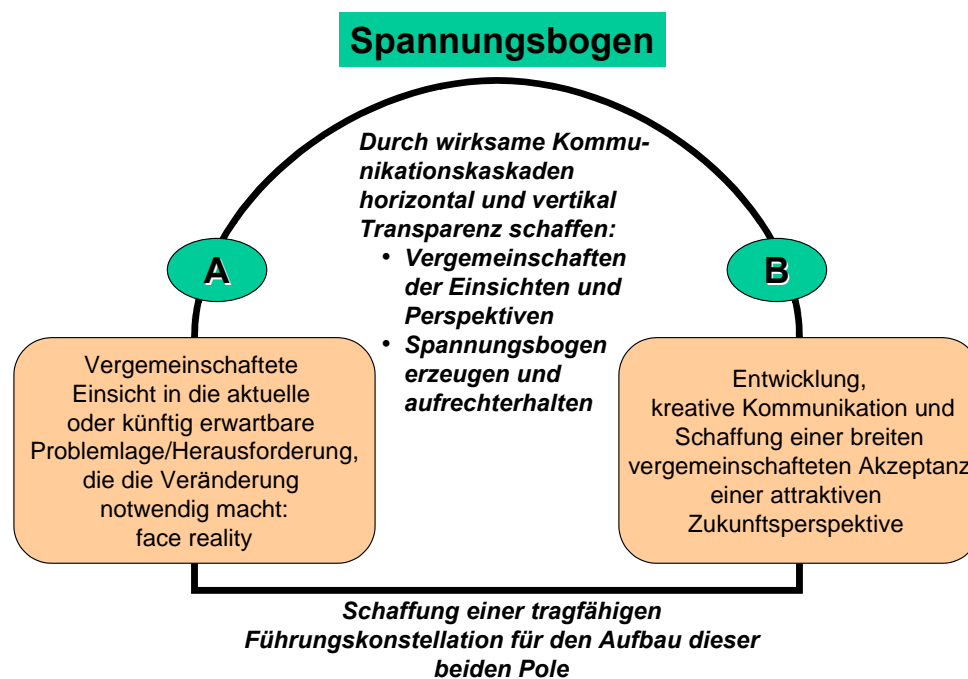 Spannungsbogen
Durch wirksame Kommu-
nikationskaskaden
horizontal und vertikal
Transparenz schaffen:
• Vergemeinschaften
der Einsichten und
Perspektiven
• Spannungsbogen
erzeugen und
aufrechterhalten
A
B
Vergemeinschaftete
Einsicht in die aktuelle
oder künftig erwartbare
Problemlage/Herausforderung,
die die Veränderung
notwendig macht:
face reality
Entwicklung,
kreative Kommunikation und
Schaffung einer breiten
vergemeinschafteten Akzeptanz
einer attraktiven
Zukunftsperspektive
Schaffung einer tragfähigen
Führungskonstellation für den Aufbau dieser
beiden Pole